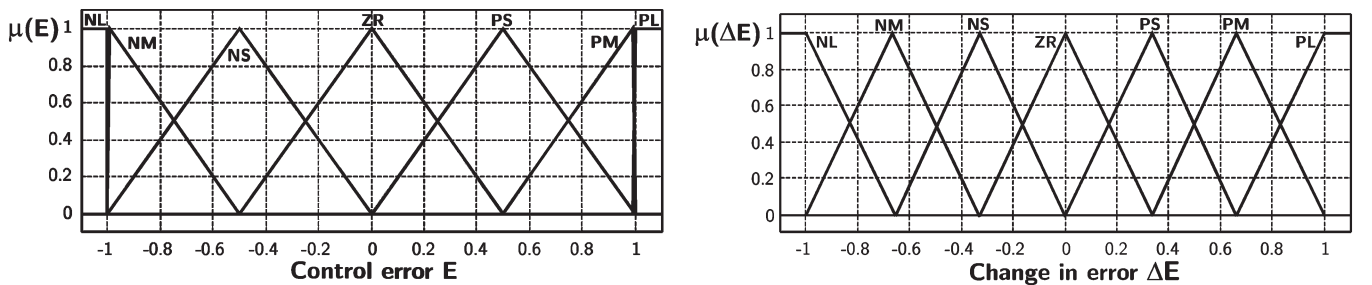 NL ZR PS PL
μ(E) 1 NM NS PM
0.8
0.6
0.4
0.2
0
-1 -0.8 -0.6 -0.4 -0.2 0 0.2 0.4 0.6 0.8 1
Control error E
NM NS PS PM
μ(ΔE) 1 NL ZR PL
0.8
0.6
0.4
0.2
0
-1 -0.8 -0.6 -0.4 -0.2 0 0.2 0.4 0.6 0.8 1
Change in error ΔE